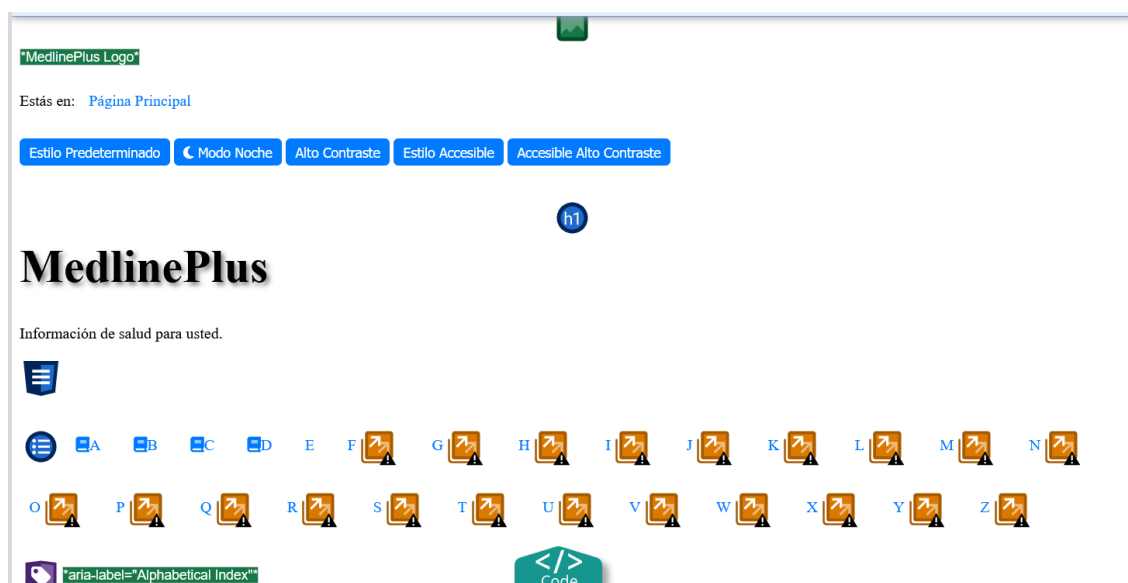 *MedlinePlus Logo*
Estás en: Página Principal
Estilo Predeterminado Modo Noche Alto Contraste Estilo Accesible Accesible Alto Contraste
h1
MedlinePlus
Información de salud para usted.
A B C D E F G H I J K L M N
O P Q R S T U V W X Y Z
*aria-label="Alphabetical Index"*
</>
Code